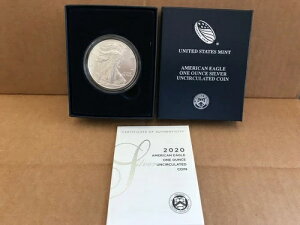 UNITED STATES MINT
AMERICAN EAGLE
ONE OUNCE SILVER
UNCIRCULATED COIN
CERTIFICATE OF AUTHENTICITY
2020
AMERICAN EAGLE
ONE OUNCE
UNCIRCULATED
COIN